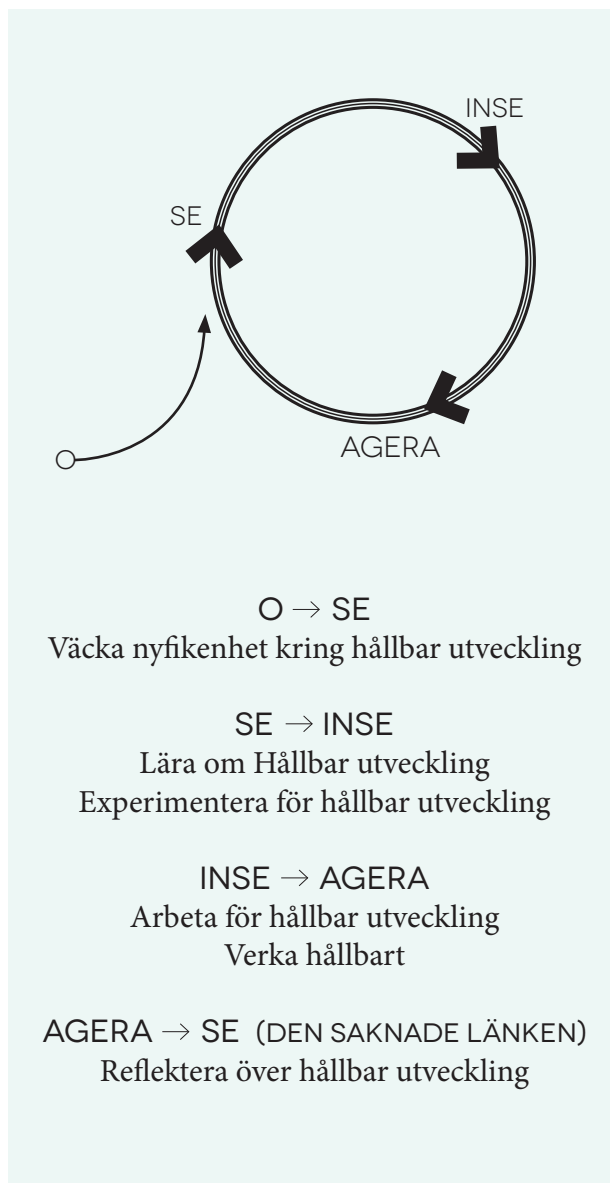 INSE
SE
AGERA
O → SE
Väcka nyfikenhet kring hållbar utveckling
SE → INSE
Lära om Hållbar utveckling
Experimentera för hållbar utveckling
INSE → AGERA
Arbeta för hållbar utveckling
Verka hållbart
AGERA → SE (DEN SAKNADE LÄNKEN)
Reflektera över hållbar utveckling